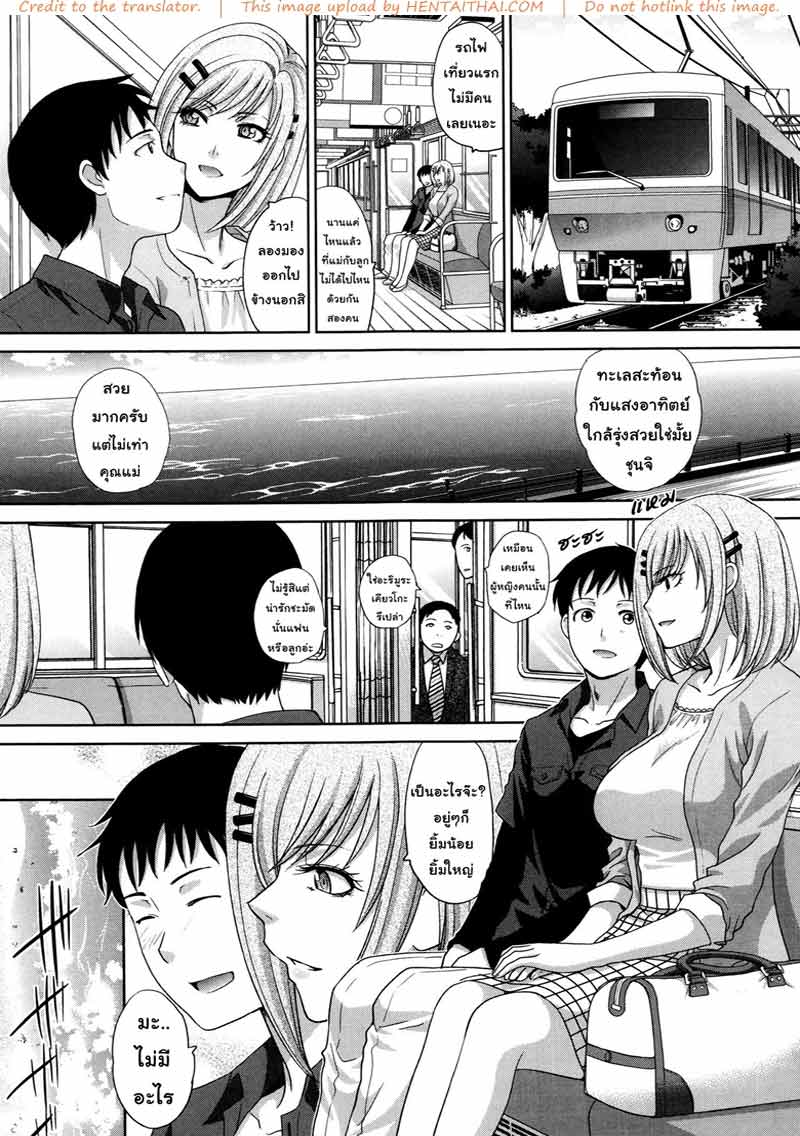 Credit to the translator. | This image upload by HENTAITHAI.COM | Do not hotlink this image.
รถไฟ
เที่ยวแรก
ไม่มีคน
เลยเนอะ
นานแค่
ไหนแล้ว
ที่แม่กับลูก
ไม่ได้ไปไหน
ด้วยกัน
สองคน
ว้าว!
ลองมอง
ออกไป
ข้างนอกสิ
ทะเลสะท้อน
กับแสงอาทิตย์
ใกล้รุ่งสวยใช่มั้ย
ชุนจิ
สวย
มากครับ
แต่ไม่เท่า
คุณแม่
แหม
ฮะฮะ
เหมือน
เคยเห็น
ผู้หญิงคนนั้น
ที่ไหน
ใช่อะริมูระ
เคียวโกะ
รึเปล่า
ไม่รู้สิแต่
น่ารักชะมัด
นั่นแฟน
หรือลูกอ่ะ
เป็นอะไรจ๊ะ?
อยู่ๆก็
ยิ้มน้อย
ยิ้มใหญ่
มะ..
ไม่มี
อะไร